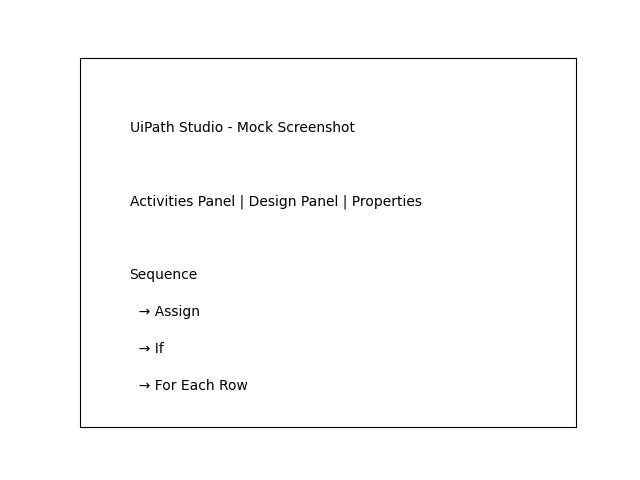 UiPath Studio - Mock Screenshot
Activities Panel | Design Panel | Properties
Sequence
→ Assign
→ If
→ For Each Row